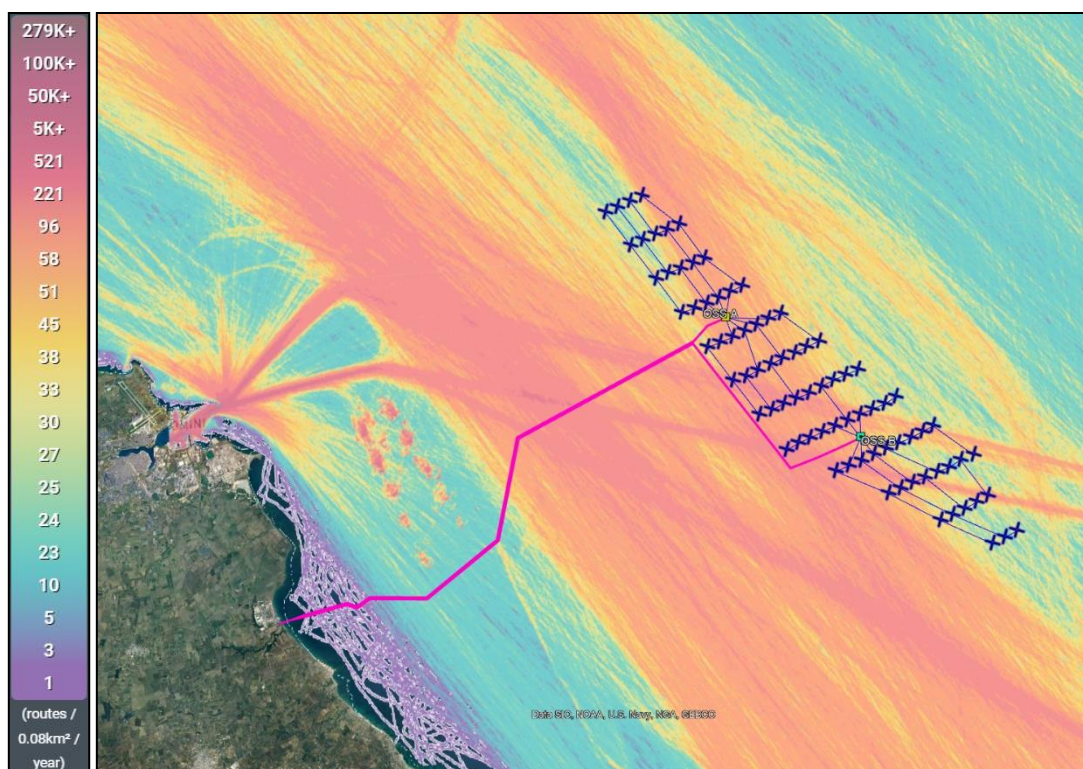 279K+
100K+
50K+
5K+
521
221
96
58
51
45
38
33
30
27
25
24
23
10
5
3
1
(routes /
0.08km² /
year)
OSS A
OSS B
Data SIO, NOAA, U.S. Navy, NGA, GEBCO